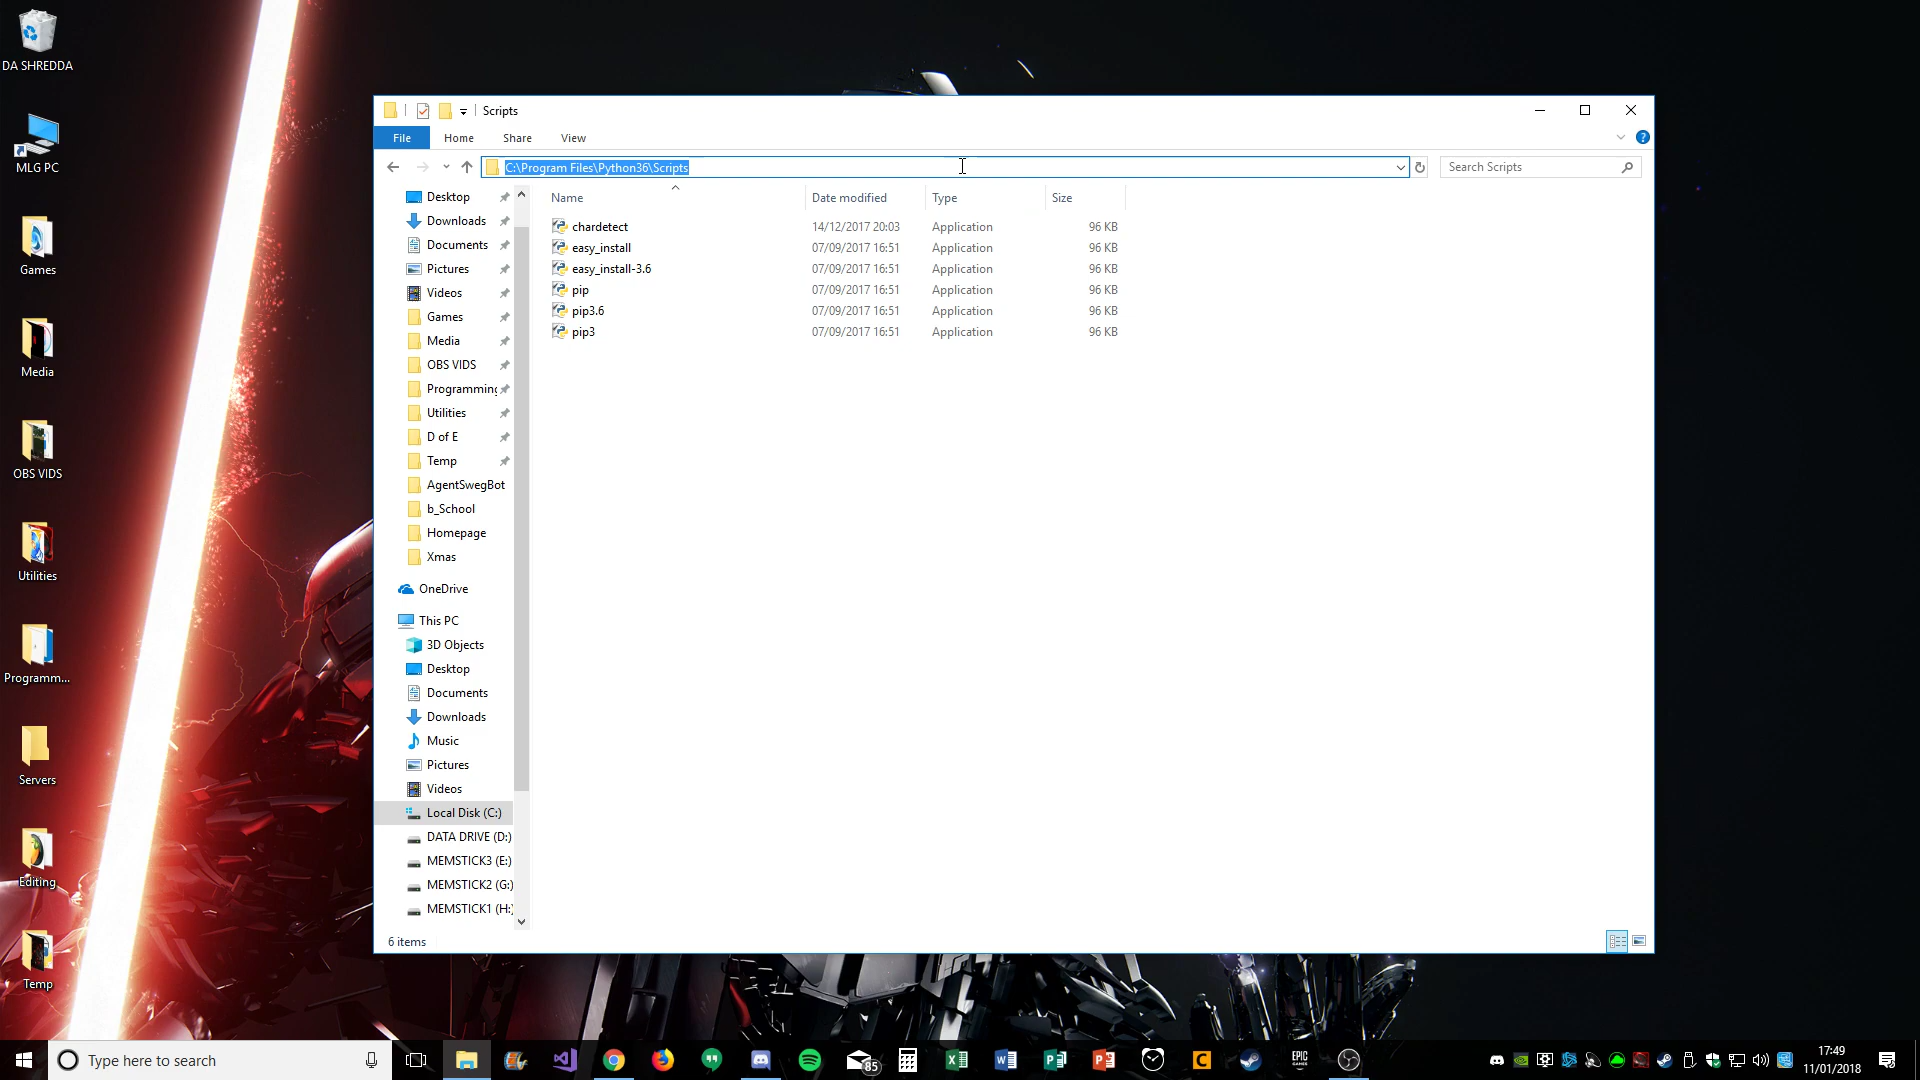 DA SHREDDA
MLG PC
Games
Media
OBS VIDS
Utilities
Programm...
Servers
Editing
Temp
Scripts
File Home Share View
C:\Program Files\Python36\Scripts
Search Scripts
Desktop
Downloads
Documents
Pictures
Videos
Games
Media
OBS VIDS
Programming
Utilities
D of E
Temp
AgentSwegBot
b_School
Homepage
Xmas
OneDrive
This PC
3D Objects
Desktop
Documents
Downloads
Music
Pictures
Videos
Local Disk (C:)
DATA DRIVE (D:)
MEMSTICK3 (E:)
MEMSTICK2 (G:)
MEMSTICK1 (H:)
Name Date modified Type Size
chardetect 14/12/2017 20:03 Application 96 KB
easy_install 07/09/2017 16:51 Application 96 KB
easy_install-3.6 07/09/2017 16:51 Application 96 KB
pip 07/09/2017 16:51 Application 96 KB
pip3.6 07/09/2017 16:51 Application 96 KB
pip3 07/09/2017 16:51 Application 96 KB
6 items
Type here to search
85
EPIC
GAMES
17:49
11/01/2018